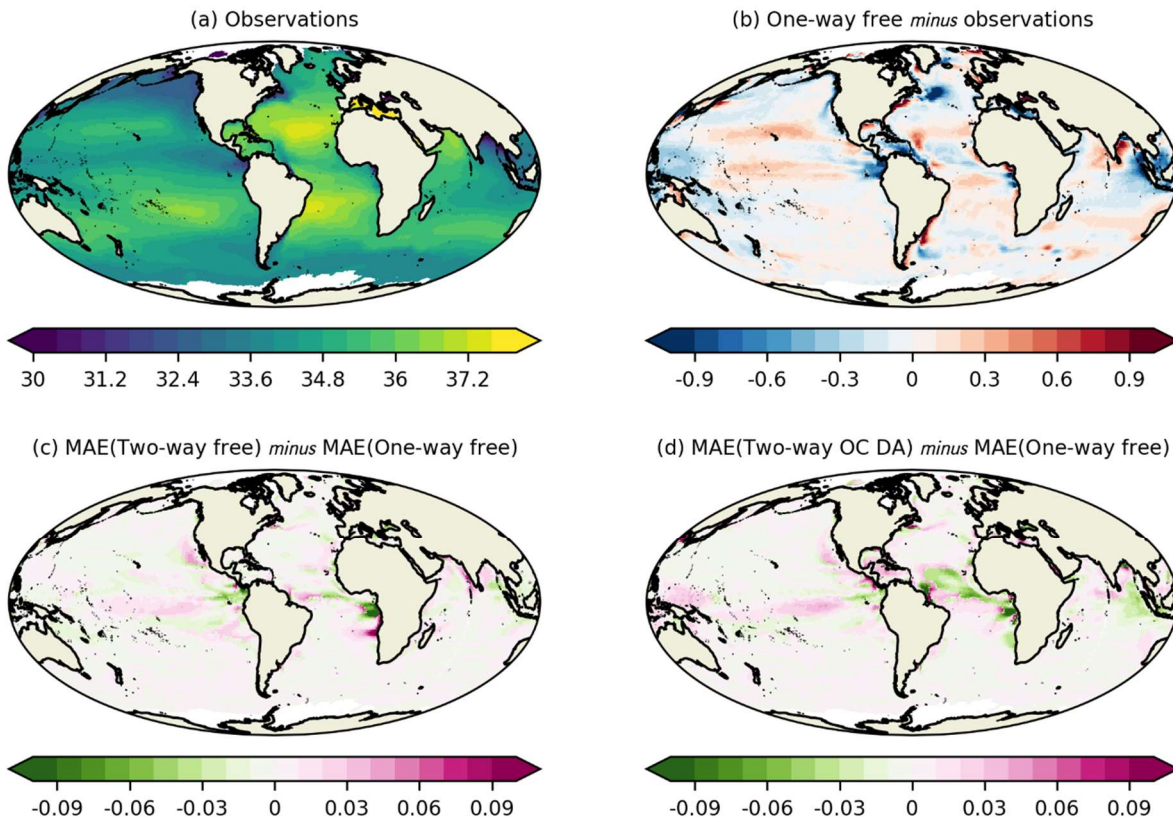 (a) Observations
(b) One-way free minus observations
30 31.2 32.4 33.6 34.8 36 37.2
-0.9 -0.6 -0.3 0 0.3 0.6 0.9
(c) MAE(Two-way free) minus MAE(One-way free)
(d) MAE(Two-way OC DA) minus MAE(One-way free)
-0.09 -0.06 -0.03 0 0.03 0.06 0.09
-0.09 -0.06 -0.03 0 0.03 0.06 0.09